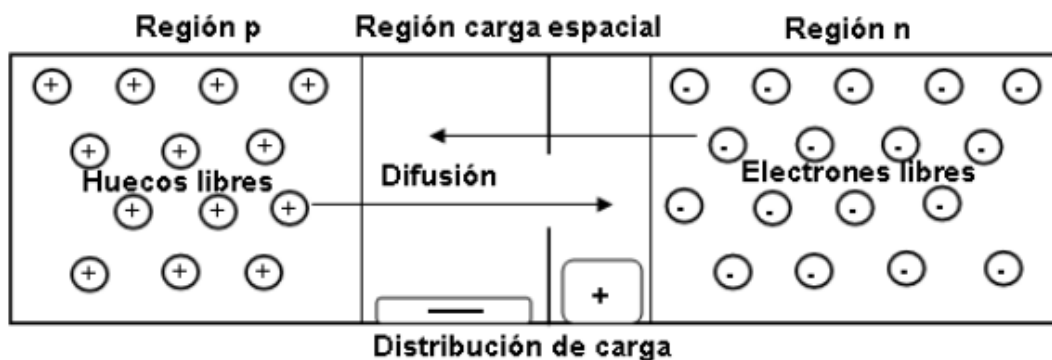 Región p Región carga espacial Región n
Huecos libres Difusión Electrones libres
Distribución de carga